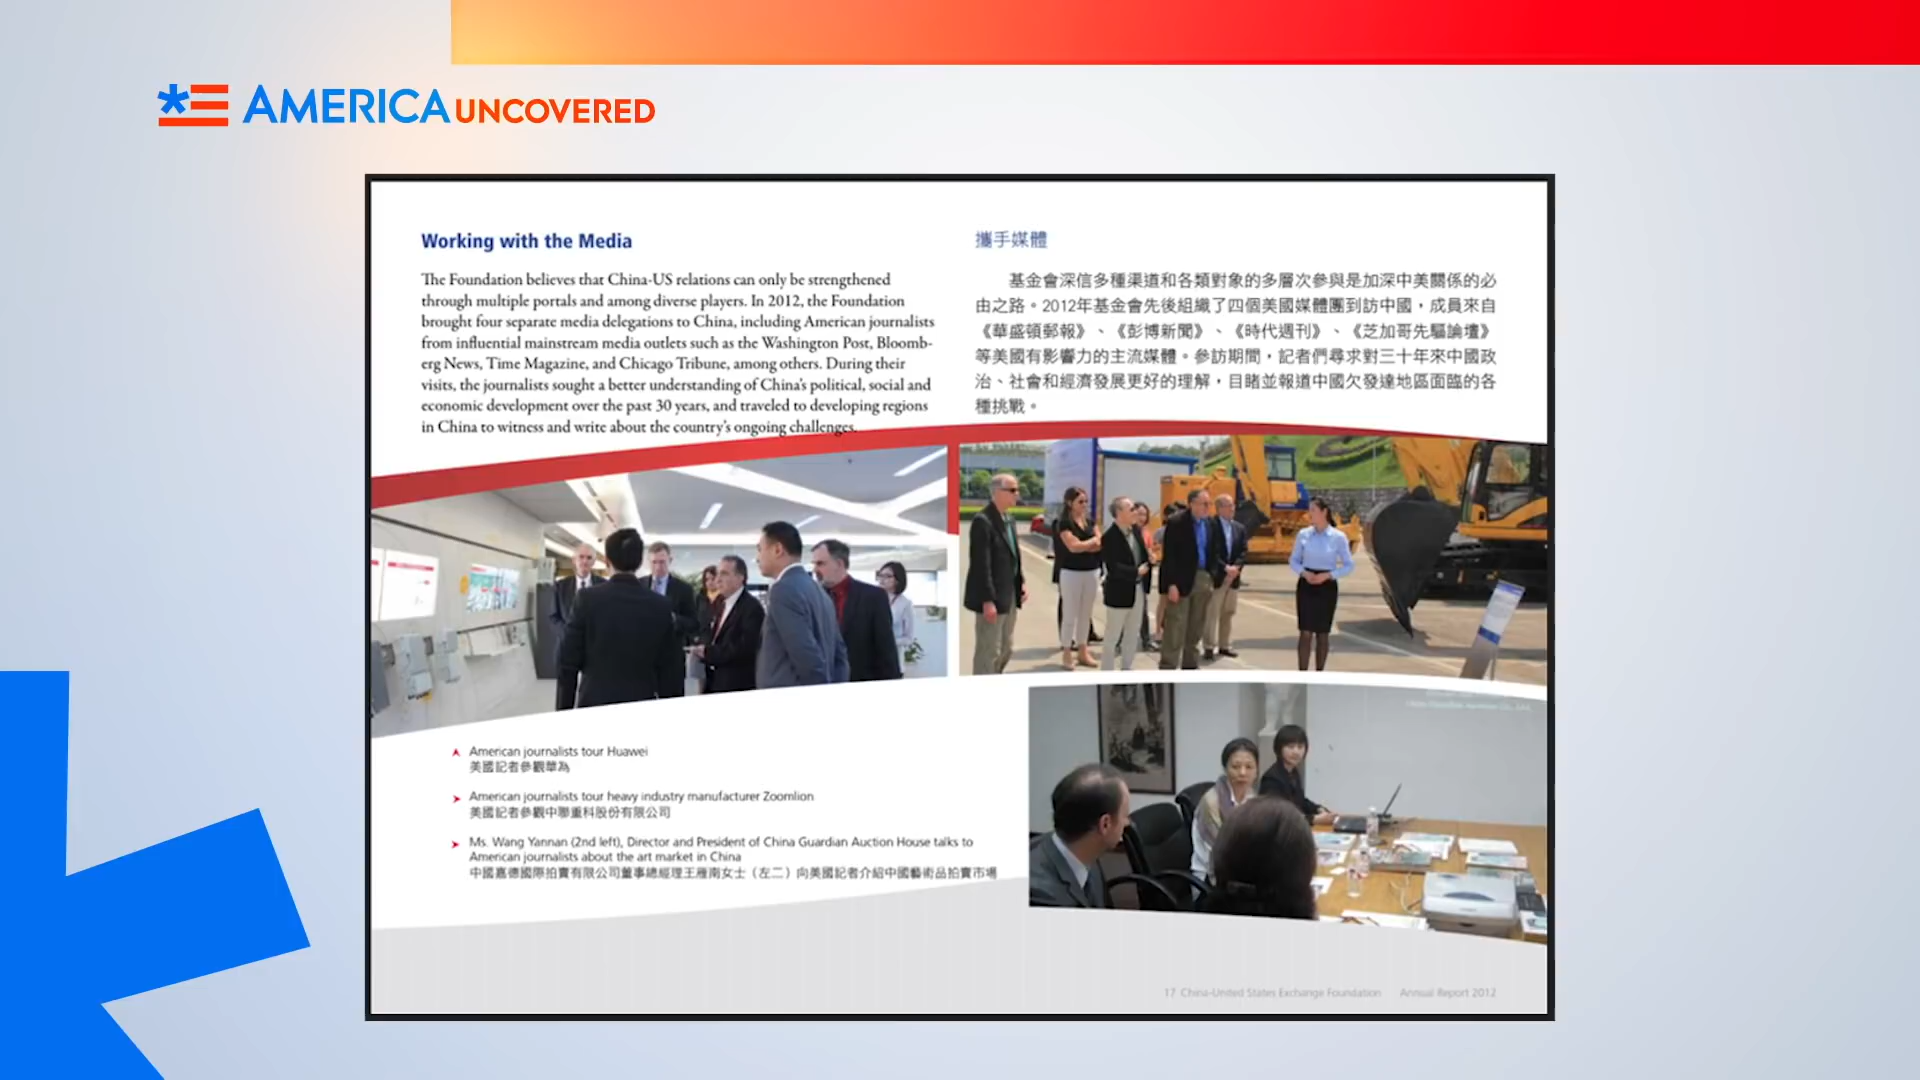 AMERICA UNCOVERED
Working with the Media
The Foundation believes that China-US relations can only be strengthened
through multiple portals and among diverse players. In 2012, the Foundation
brought four separate media delegations to China, including American journalists
from influential mainstream media outlets such as the Washington Post, Bloomb-
erg News, Time Magazine, and Chicago Tribune, among others. During their
visits, the journalists sought a better understanding of China's political, social and
economic development over the past 30 years, and traveled to developing regions
in China to witness and write about the country's ongoing challenges.
攜手媒體
基金會深信多種渠道和各類對象的多層次參與是加深中美關係的必
由之路。2012年基金會先後組織了四個美國媒體團到訪中國，成員來自
《華盛頓郵報》、《彭博新聞》、《時代週刊》、《芝加哥先驅論壇》
等美國有影響力的主流媒體。參訪期間，記者們尋求對三十年來中國政
治、社會和經濟發展更好的理解，目睹並報道中國欠發達地區面臨的各
種挑戰。
American journalists tour Huawei
美國記者參觀華為
American journalists tour heavy industry manufacturer Zoomlion
美國記者參觀中聯重科股份有限公司
Ms. Wang Yannan (2nd left), Director and President of China Guardian Auction House talks to
American journalists about the art market in China
中國嘉德國際拍賣有限公司董事總經理王雁南女士（左二）向美國記者介紹中國藝術品拍賣市場
17 China-United States Exchange Foundation Annual Report 2012